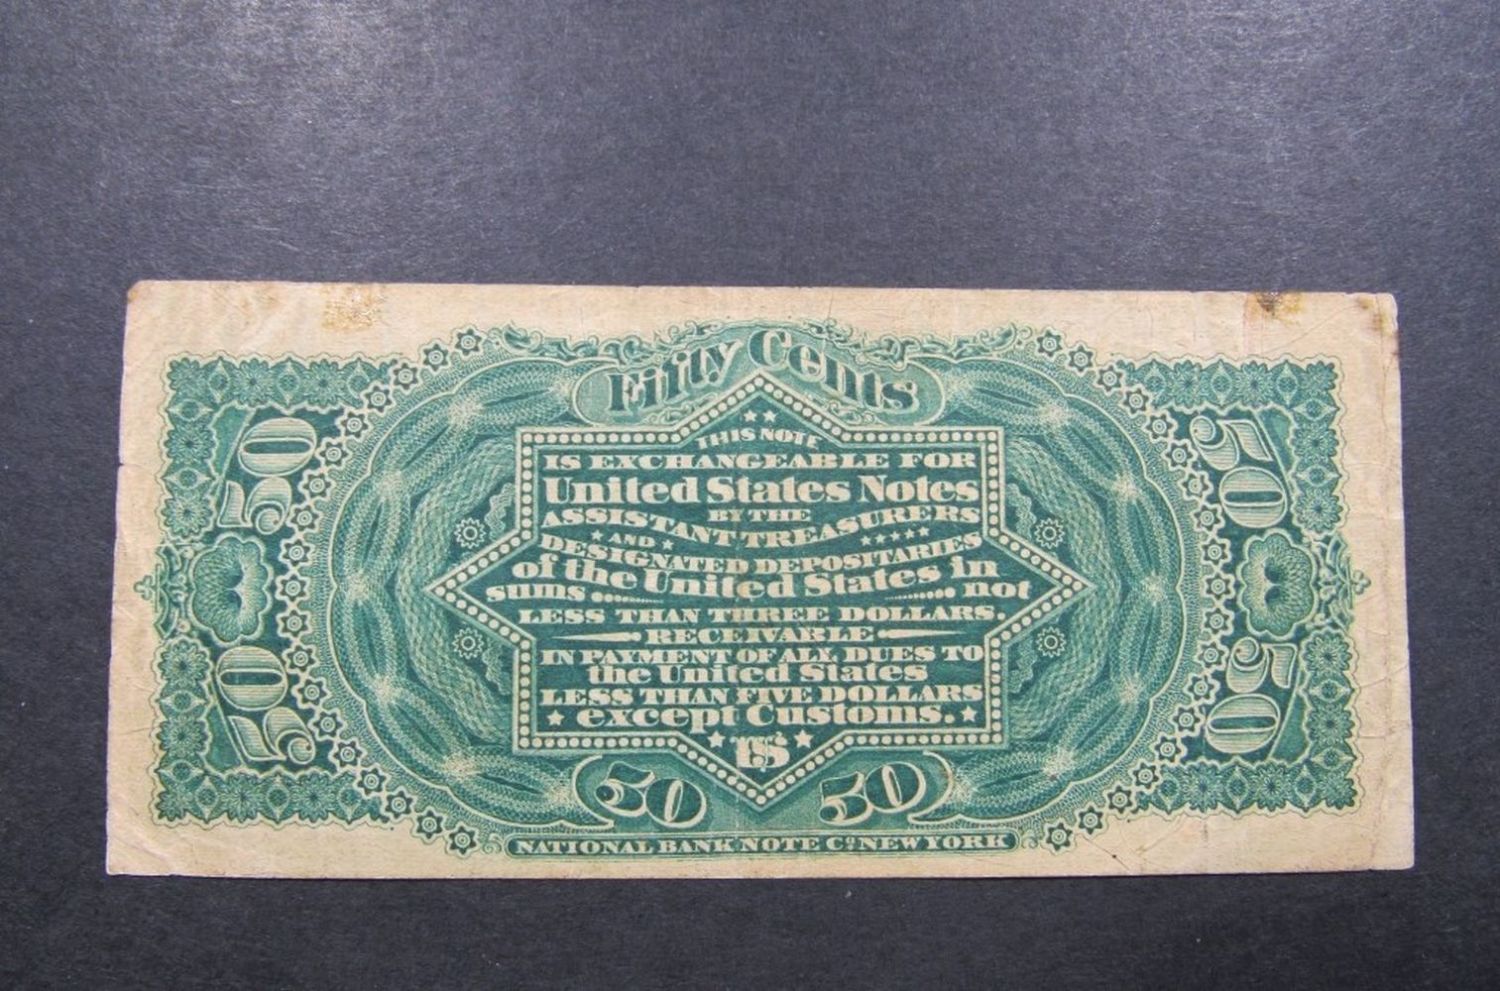 Fifty Cents
THIS NOTE
IS EXCHANGEABLE FOR
United States Notes
BY THE
ASSISTANT TREASURERS
AND
DESIGNATED DEPOSITARIES
of the United States in
sums not
LESS THAN THREE DOLLARS
RECEIVABLE
IN PAYMENT OF ALL DUES TO
the United States
LESS THAN FIVE DOLLARS
except Customs.
US
50
50
50
50
50 50
NATIONAL BANK NOTE Co. NEW YORK